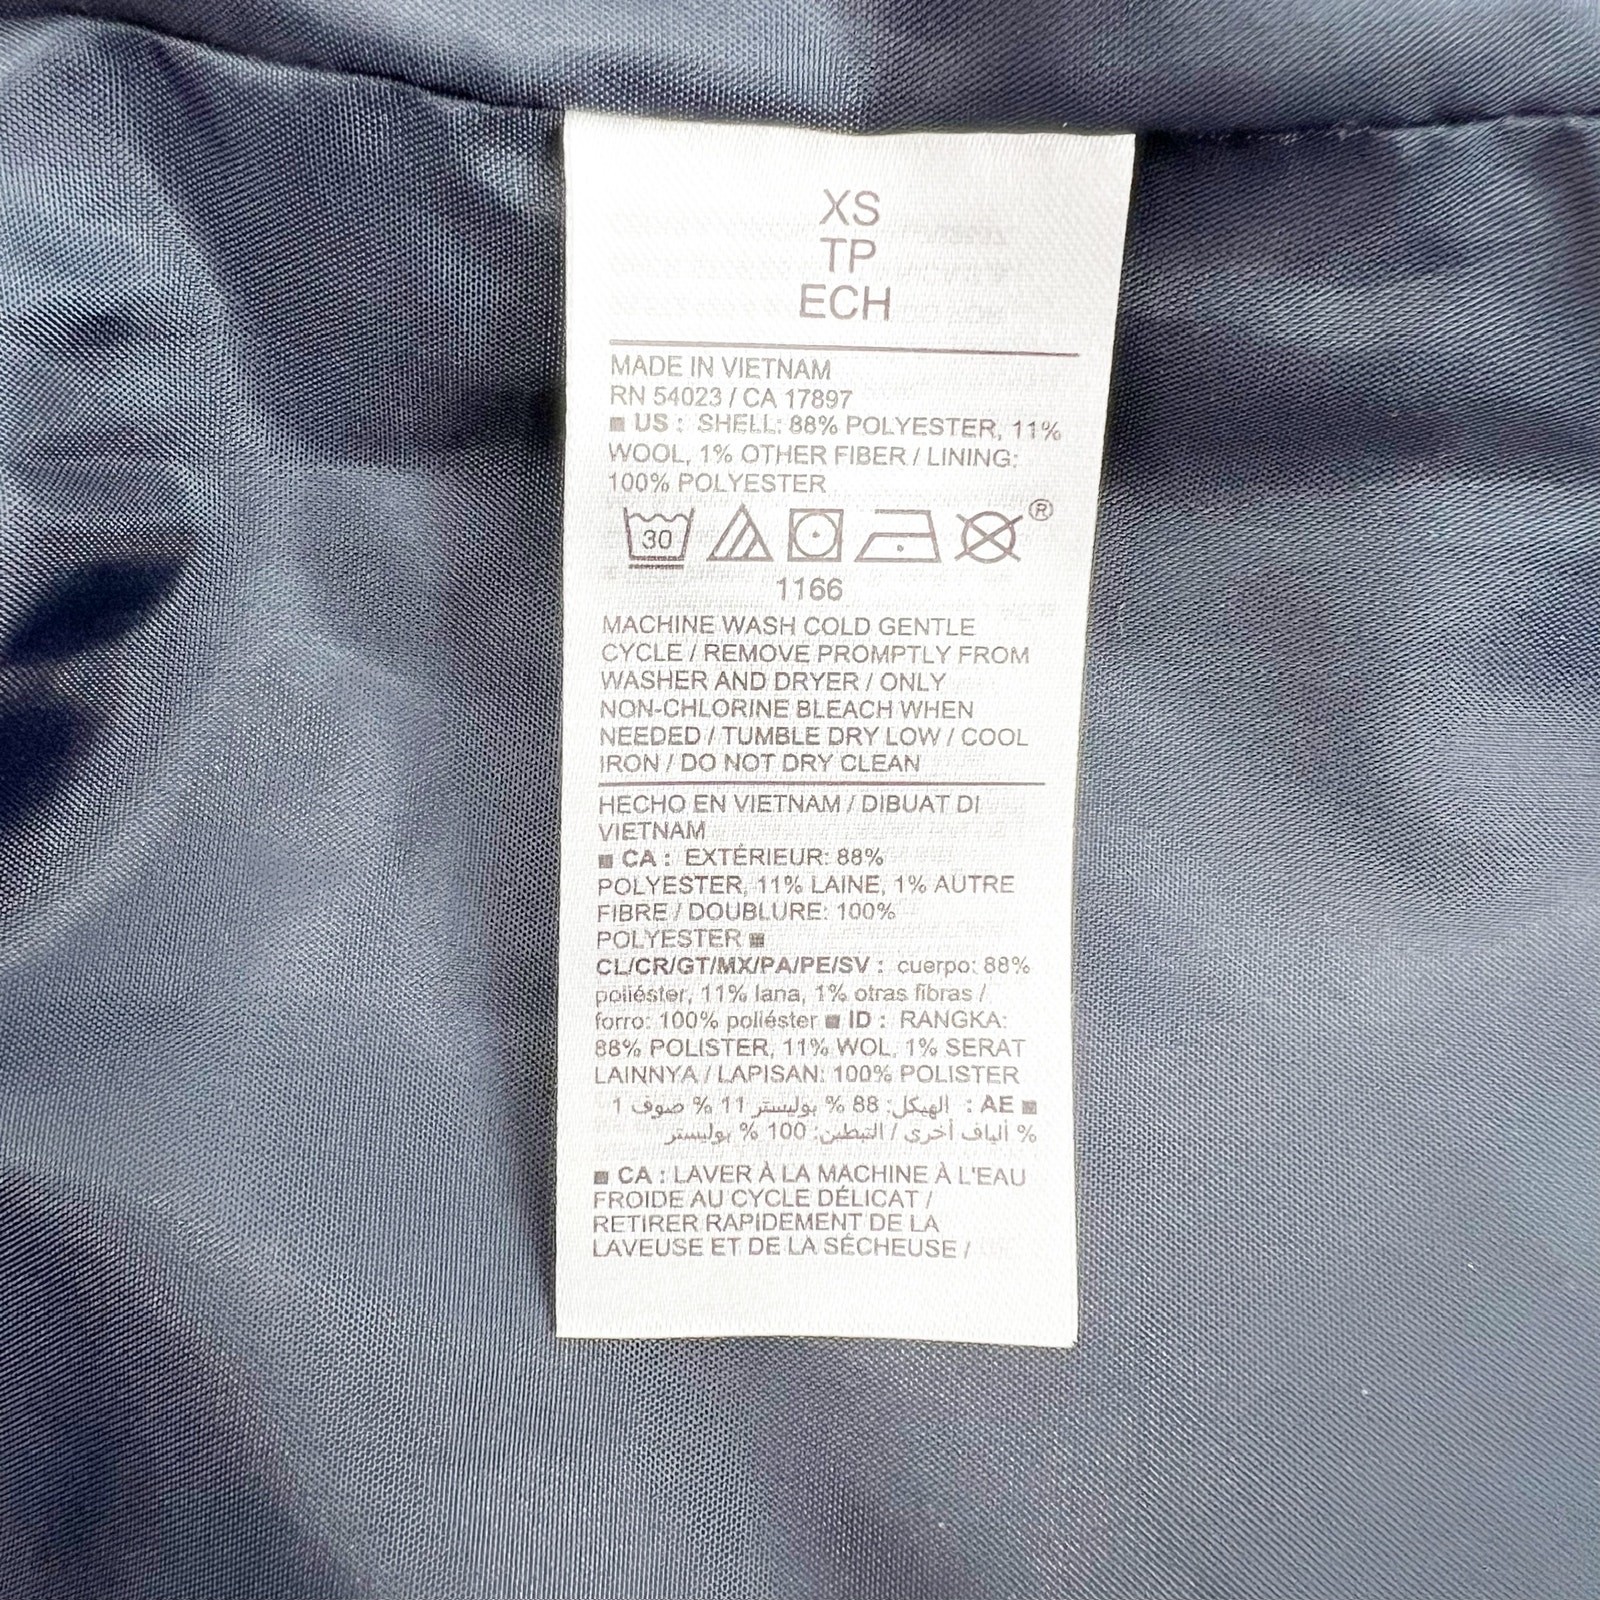 XS
TP
ECH
MADE IN VIETNAM
RN 54023 / CA 17897
■ US : SHELL: 88% POLYESTER, 11%
WOOL, 1% OTHER FIBER / LINING:
100% POLYESTER
30
®
1166
MACHINE WASH COLD GENTLE
CYCLE / REMOVE PROMPTLY FROM
WASHER AND DRYER / ONLY
NON-CHLORINE BLEACH WHEN
NEEDED / TUMBLE DRY LOW / COOL
IRON / DO NOT DRY CLEAN
HECHO EN VIETNAM / DIBUAT DI
VIETNAM
■ CA : EXTÉRIEUR: 88%
POLYESTER, 11% LAINE, 1% AUTRE
FIBRE / DOUBLURE: 100%
POLYESTER ■
CL/CR/GT/MX/PA/PE/SV : cuerpo: 88%
poliéster, 11% lana, 1% otras fibras /
forro: 100% poliéster ■ ID : RANGKA:
88% POLISTER, 11% WOL, 1% SERAT
LAINNYA / LAPISAN: 100% POLISTER
■ AE : الهيكل: 88 % بوليستر 11 % صوف 1
% ألياف أخرى / التبطين: 100 % بوليستر
■ CA : LAVER À LA MACHINE À L'EAU
FROIDE AU CYCLE DÉLICAT /
RETIRER RAPIDEMENT DE LA
LAVEUSE ET DE LA SÉCHEUSE /